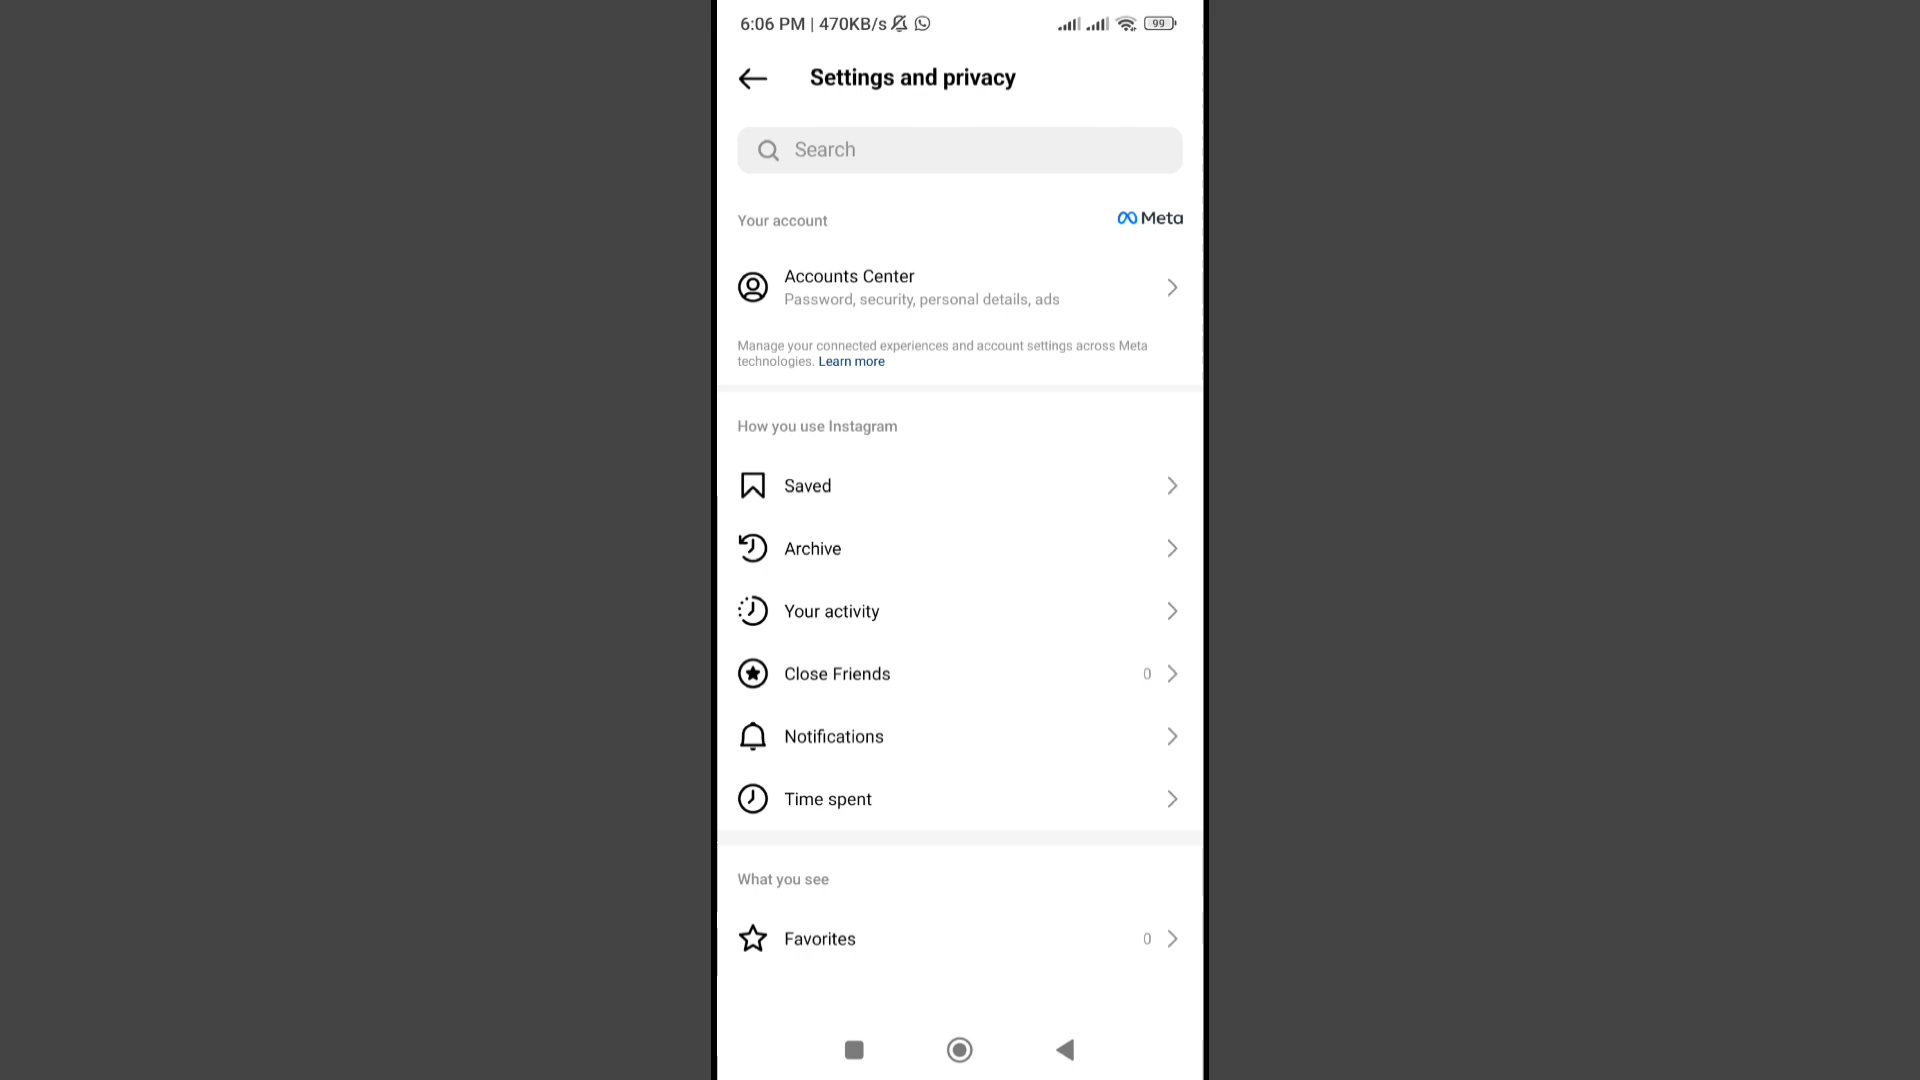 6:06 PM | 470KB/s
99
Settings and privacy
Search
Your account
Meta
Accounts Center
Password, security, personal details, ads
Manage your connected experiences and account settings across Meta
technologies. Learn more
How you use Instagram
Saved
Archive
Your activity
Close Friends
0
Notifications
Time spent
What you see
Favorites
0